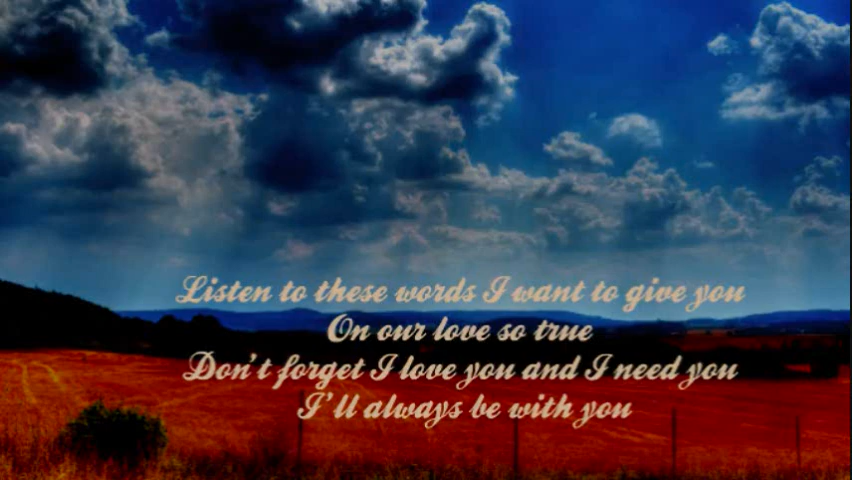 Listen to these words I want to give you
On our love so true
Don't forget I love you and I need you
I'll always be with you